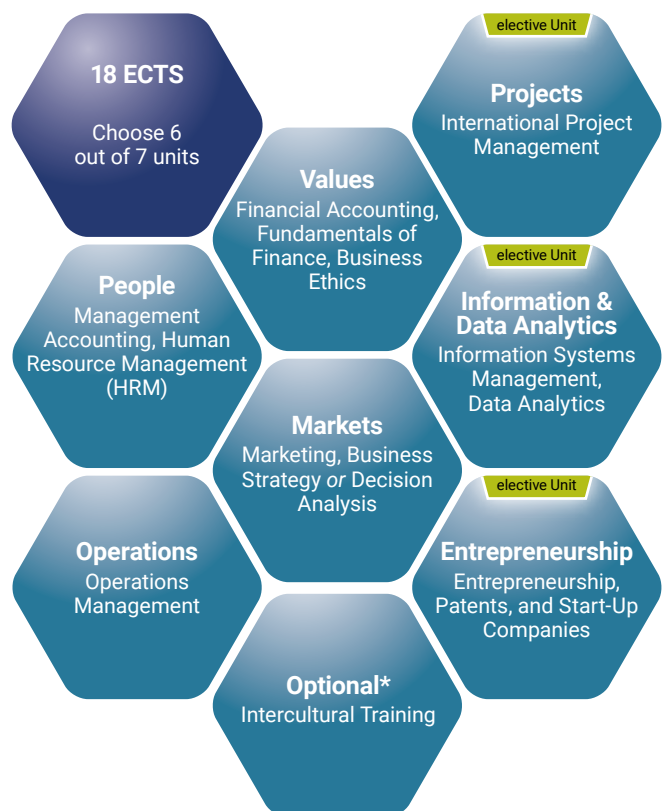 18 ECTS
Choose 6
out of 7 units
elective Unit
Projects
International Project
Management
Values
Financial Accounting,
Fundamentals of
Finance, Business
Ethics
People
Management
Accounting, Human
Resource Management
(HRM)
elective Unit
Information &
Data Analytics
Information Systems
Management,
Data Analytics
Markets
Marketing, Business
Strategy or Decision
Analysis
Operations
Operations
Management
elective Unit
Entrepreneurship
Entrepreneurship,
Patents, and Start-Up
Companies
Optional*
Intercultural Training